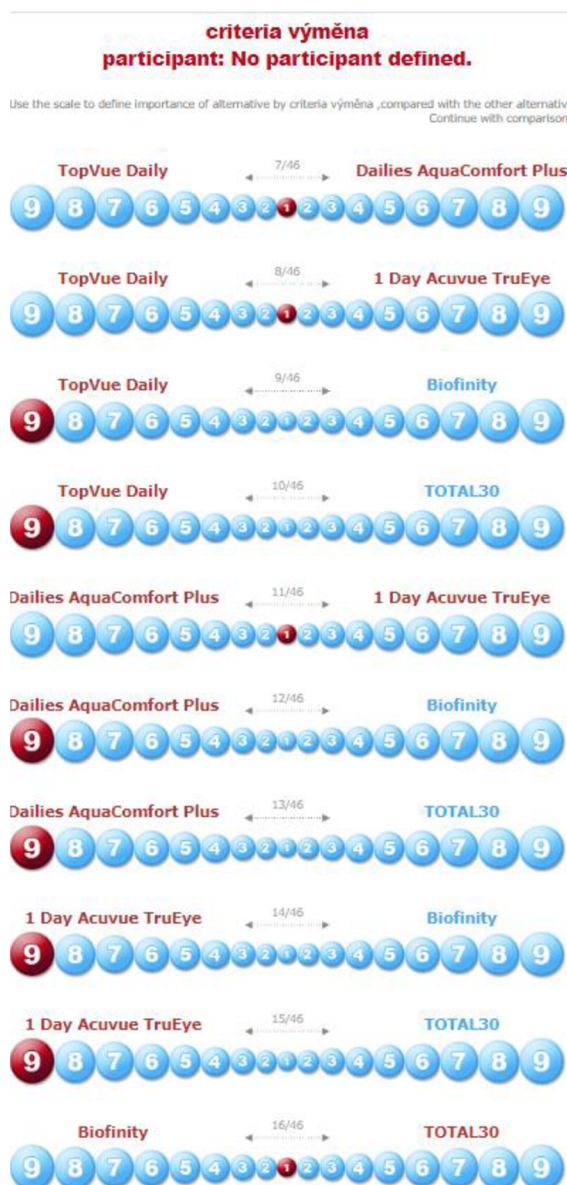 criteria výměna
participant: No participant defined.
Use the scale to define importance of alternative by criteria výměna ,compared with the other alternativ
Continue with comparison
7/46
TopVue Daily Dailies AquaComfort Plus
9 8 7 6 5 4 3 2 1 2 3 4 5 6 7 8 9
8/46
TopVue Daily 1 Day Acuvue TruEye
9 8 7 6 5 4 3 2 1 2 3 4 5 6 7 8 9
9/46
TopVue Daily Biofinity
9 8 7 6 5 4 3 2 1 2 3 4 5 6 7 8 9
10/46
TopVue Daily TOTAL30
9 8 7 6 5 4 3 2 1 2 3 4 5 6 7 8 9
11/46
Dailies AquaComfort Plus 1 Day Acuvue TruEye
9 8 7 6 5 4 3 2 1 2 3 4 5 6 7 8 9
12/46
Dailies AquaComfort Plus Biofinity
9 8 7 6 5 4 3 2 1 2 3 4 5 6 7 8 9
13/46
Dailies AquaComfort Plus TOTAL30
9 8 7 6 5 4 3 2 1 2 3 4 5 6 7 8 9
14/46
1 Day Acuvue TruEye Biofinity
9 8 7 6 5 4 3 2 1 2 3 4 5 6 7 8 9
15/46
1 Day Acuvue TruEye TOTAL30
9 8 7 6 5 4 3 2 1 2 3 4 5 6 7 8 9
16/46
Biofinity TOTAL30
9 8 7 6 5 4 3 2 1 2 3 4 5 6 7 8 9